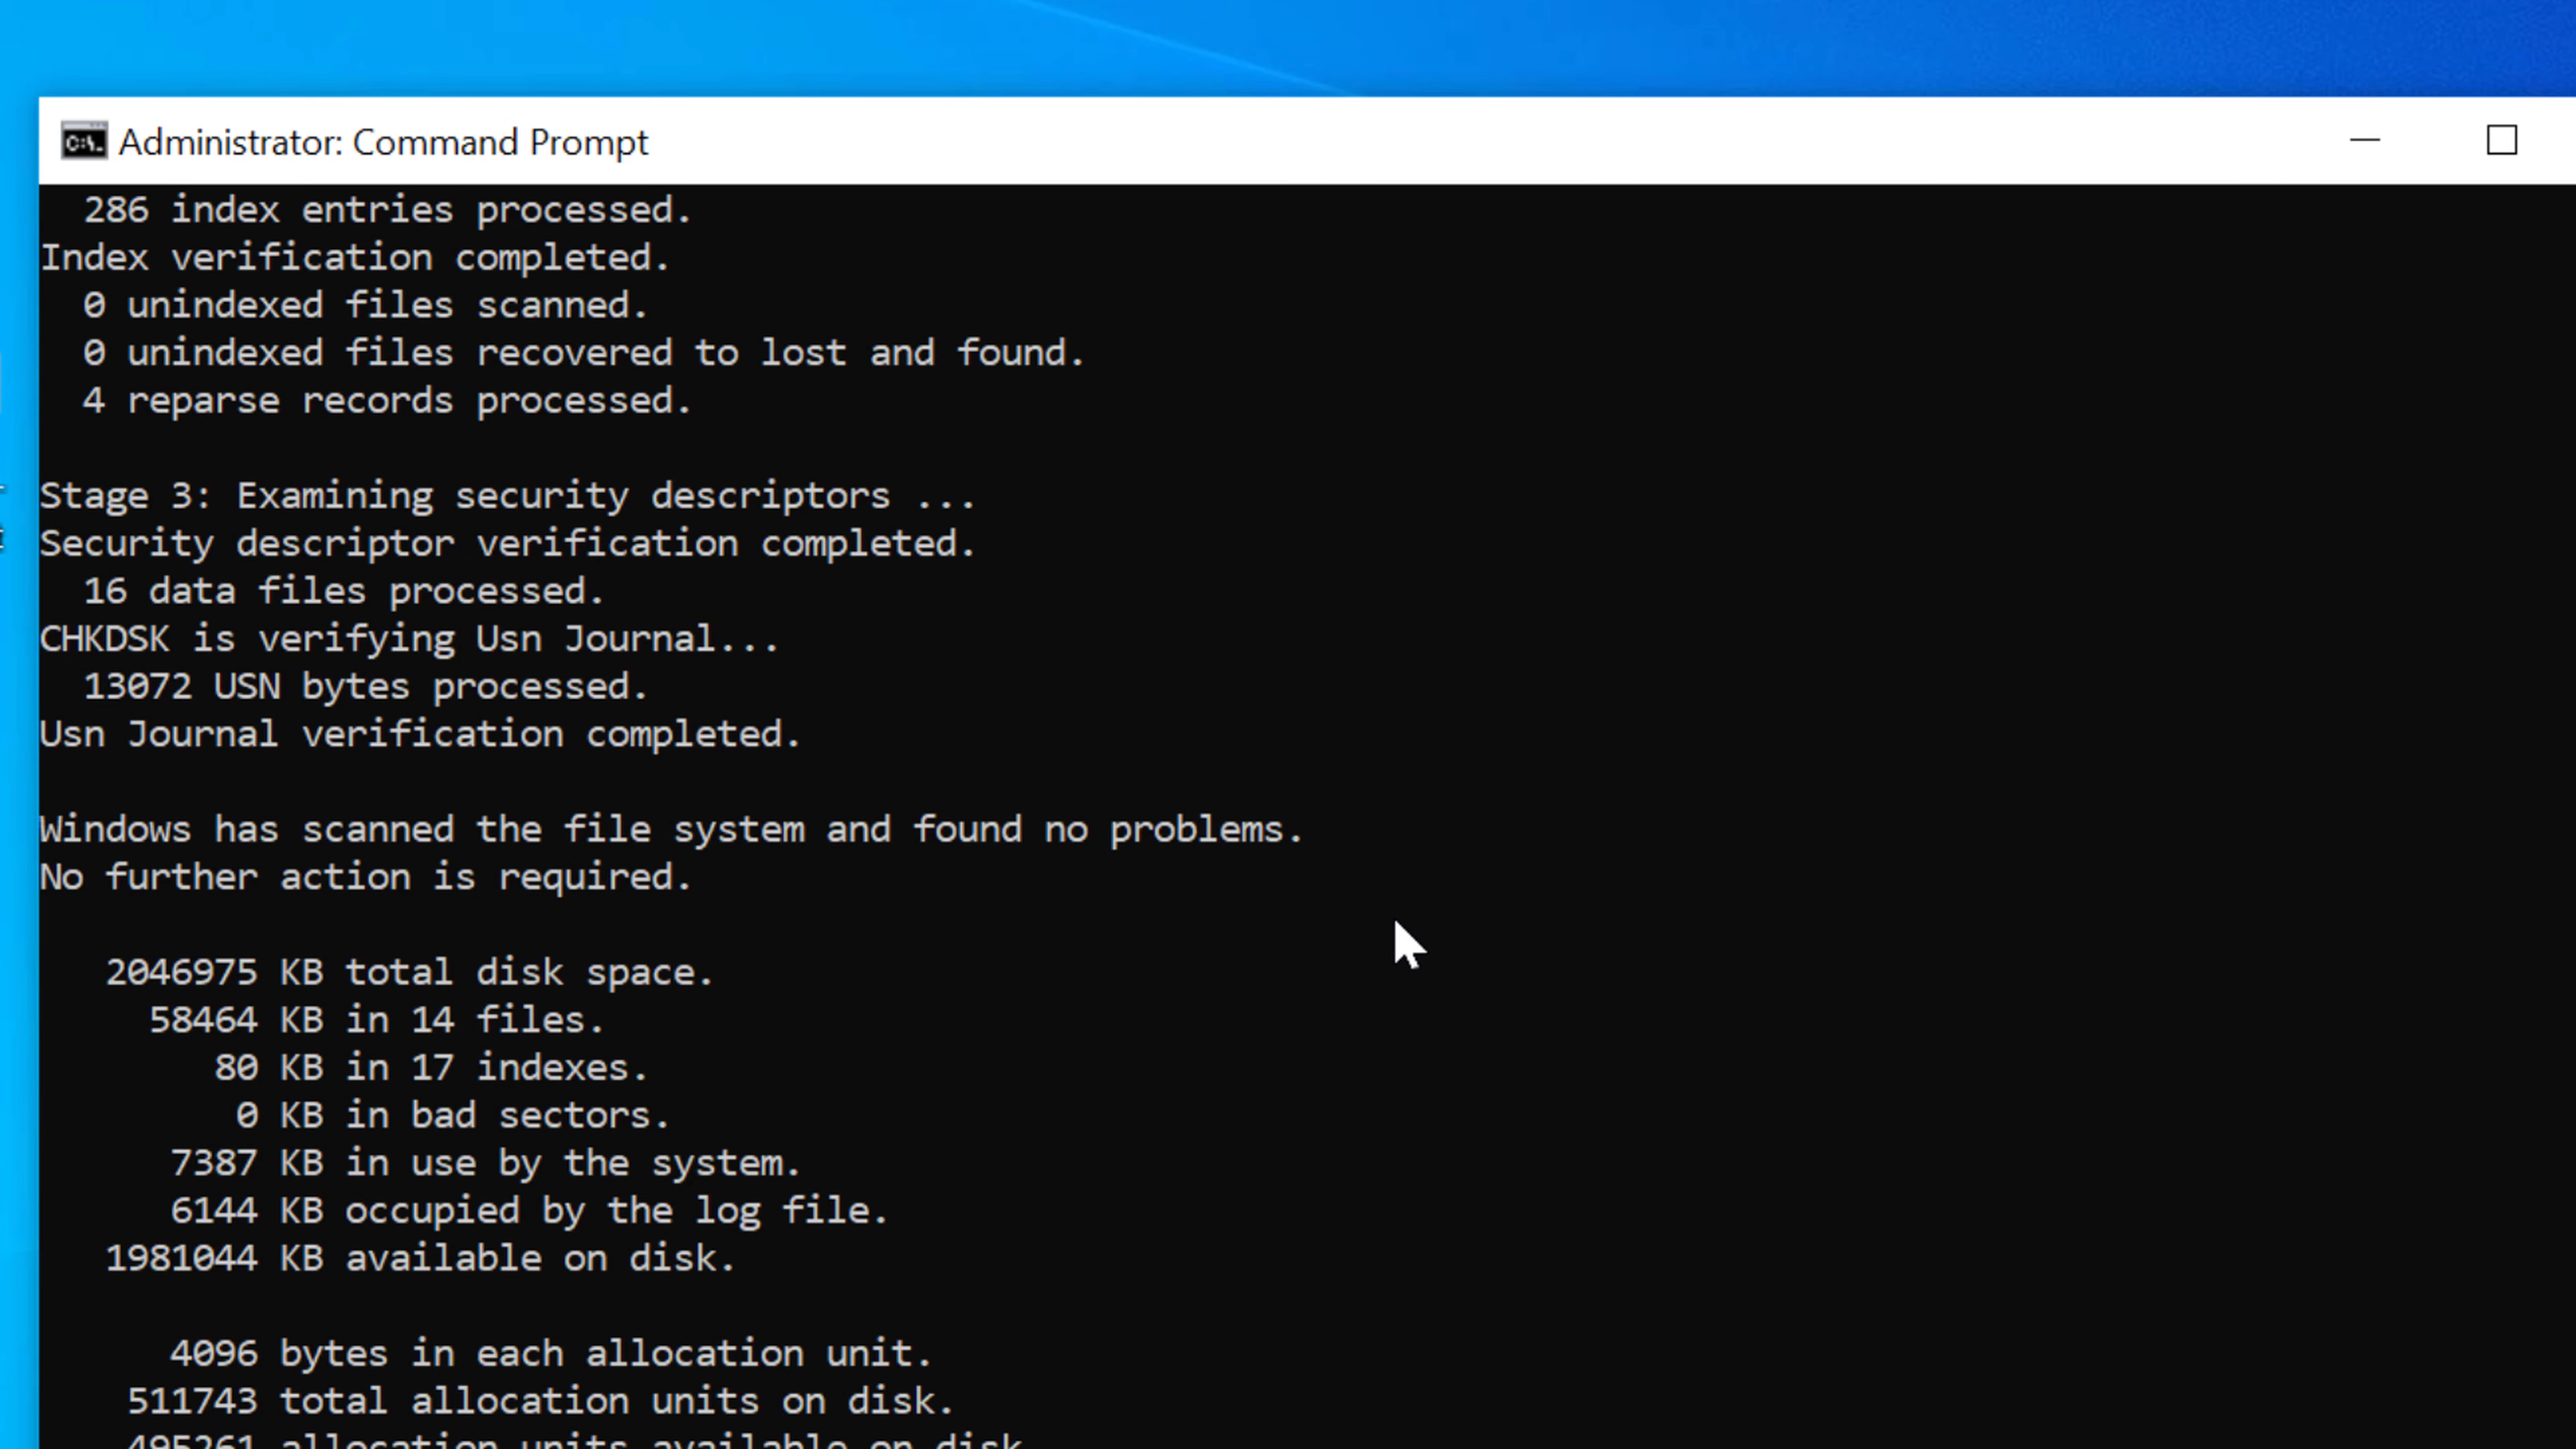 Administrator: Command Prompt
286 index entries processed.
Index verification completed.
0 unindexed files scanned.
0 unindexed files recovered to lost and found.
4 reparse records processed.
Stage 3: Examining security descriptors ...
Security descriptor verification completed.
16 data files processed.
CHKDSK is verifying Usn Journal...
13072 USN bytes processed.
Usn Journal verification completed.
Windows has scanned the file system and found no problems.
No further action is required.
2046975 KB total disk space.
58464 KB in 14 files.
80 KB in 17 indexes.
0 KB in bad sectors.
7387 KB in use by the system.
6144 KB occupied by the log file.
1981044 KB available on disk.
4096 bytes in each allocation unit.
511743 total allocation units on disk.
495261 allocation units available on disk